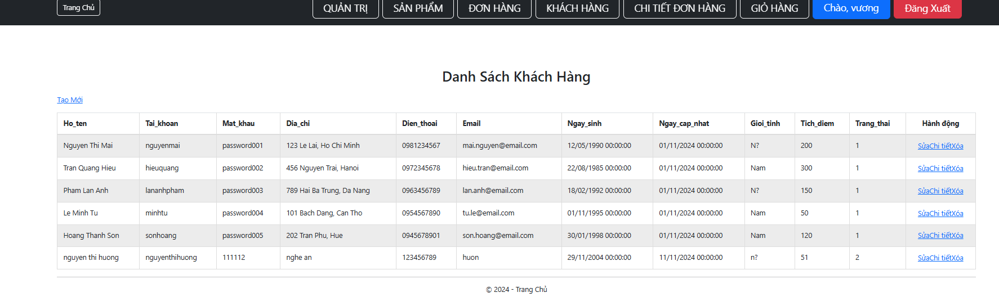 Trang Chủ QUẢN TRỊ SẢN PHẨM ĐƠN HÀNG KHÁCH HÀNG CHI TIẾT ĐƠN HÀNG GIỎ HÀNG Chào, vương Đăng Xuất
Danh Sách Khách Hàng
Tạo Mới
Ho_ten Tai_khoan Mat_khau Dia_chi Dien_thoai Email Ngay_sinh Ngay_cap_nhat Gioi_tinh Tich_diem Trang_thai Hành động
Nguyen Thi Mai nguyenmai password001 123 Le Lai, Ho Chi Minh 0981234567 mai.nguyen@email.com 12/05/1990 00:00:00 01/11/2024 00:00:00 N? 200 1 SửaChi tiếtXóa
Tran Quang Hieu hieuquang password002 456 Nguyen Trai, Hanoi 0972345678 hieu.tran@email.com 22/08/1985 00:00:00 01/11/2024 00:00:00 Nam 300 1 SửaChi tiếtXóa
Pham Lan Anh lananhpham password003 789 Hai Ba Trung, Da Nang 0963456789 lan.anh@email.com 18/02/1992 00:00:00 01/11/2024 00:00:00 N? 150 1 SửaChi tiếtXóa
Le Minh Tu minhtu password004 101 Bach Dang, Can Tho 0954567890 tu.le@email.com 01/11/1995 00:00:00 01/11/2024 00:00:00 Nam 50 1 SửaChi tiếtXóa
Hoang Thanh Son sonhoang password005 202 Tran Phu, Hue 0945678901 son.hoang@email.com 30/01/1998 00:00:00 01/11/2024 00:00:00 Nam 120 1 SửaChi tiếtXóa
nguyen thi huong nguyenthihuong 111112 nghe an 123456789 huon 29/11/2004 00:00:00 11/11/2024 00:00:00 n? 51 2 SửaChi tiếtXóa
© 2024 - Trang Chủ